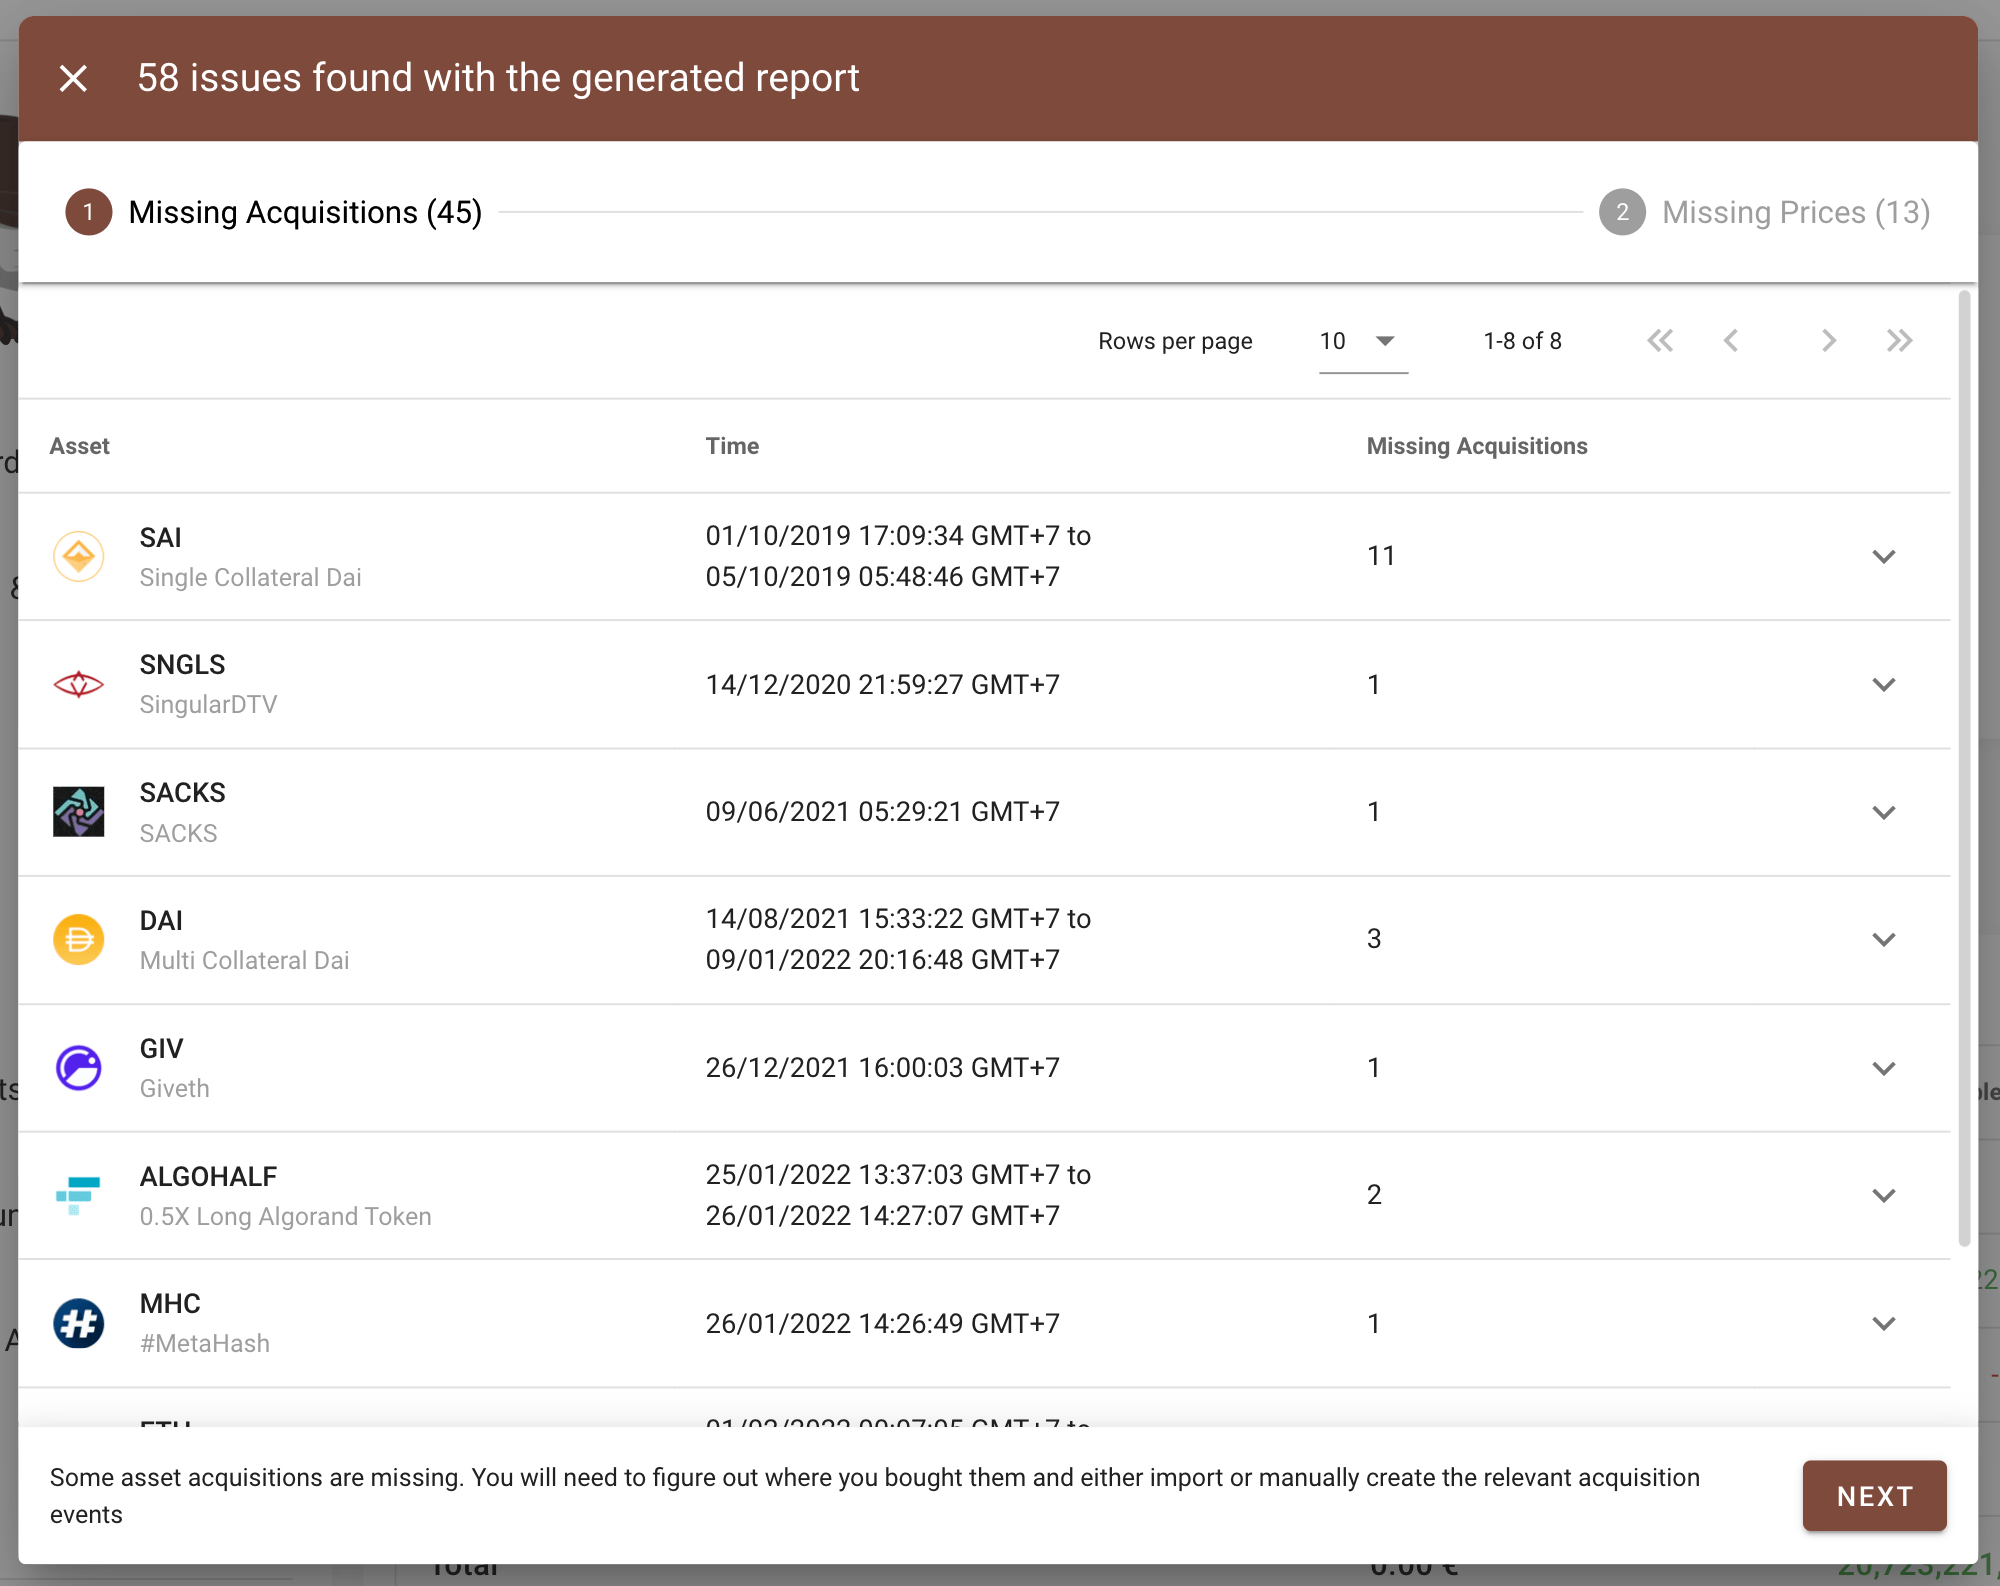 58 issues found with the generated report
1 Missing Acquisitions (45) 2 Missing Prices (13)
Rows per page 10 1-8 of 8
Asset Time Missing Acquisitions
SAI
Single Collateral Dai
01/10/2019 17:09:34 GMT+7 to
05/10/2019 05:48:46 GMT+7
11
SNGLS
SingularDTV
14/12/2020 21:59:27 GMT+7
1
SACKS
SACKS
09/06/2021 05:29:21 GMT+7
1
DAI
Multi Collateral Dai
14/08/2021 15:33:22 GMT+7 to
09/01/2022 20:16:48 GMT+7
3
GIV
Giveth
26/12/2021 16:00:03 GMT+7
1
ALGOHALF
0.5X Long Algorand Token
25/01/2022 13:37:03 GMT+7 to
26/01/2022 14:27:07 GMT+7
2
MHC
#MetaHash
26/01/2022 14:26:49 GMT+7
1
ETH
Some asset acquisitions are missing. You will need to figure out where you bought them and either import or manually create the relevant acquisition
events
NEXT
Total 0.00 €